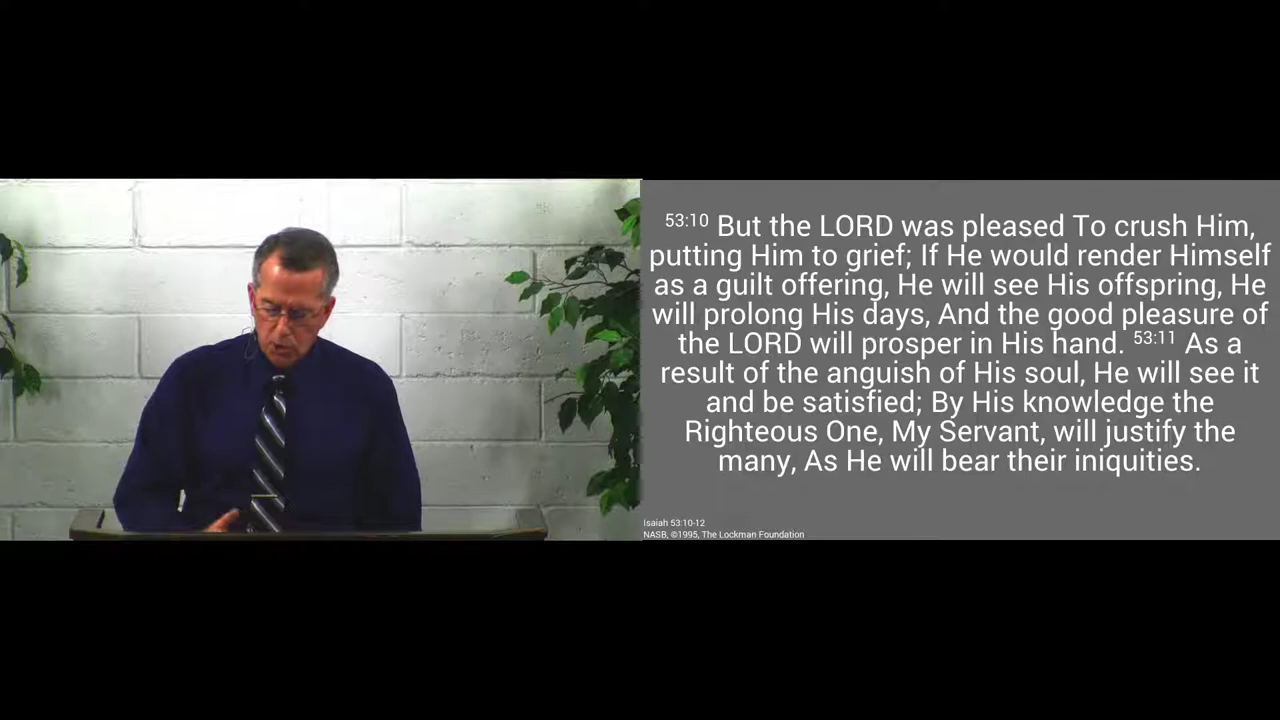 53:10 But the LORD was pleased To crush Him,
putting Him to grief; If He would render Himself
as a guilt offering, He will see His offspring, He
will prolong His days, And the good pleasure of
the LORD will prosper in His hand. 53:11 As a
result of the anguish of His soul, He will see it
and be satisfied; By His knowledge the
Righteous One, My Servant, will justify the
many, As He will bear their iniquities.
Isaiah 53:10-12
NASB, ©1995, The Lockman Foundation